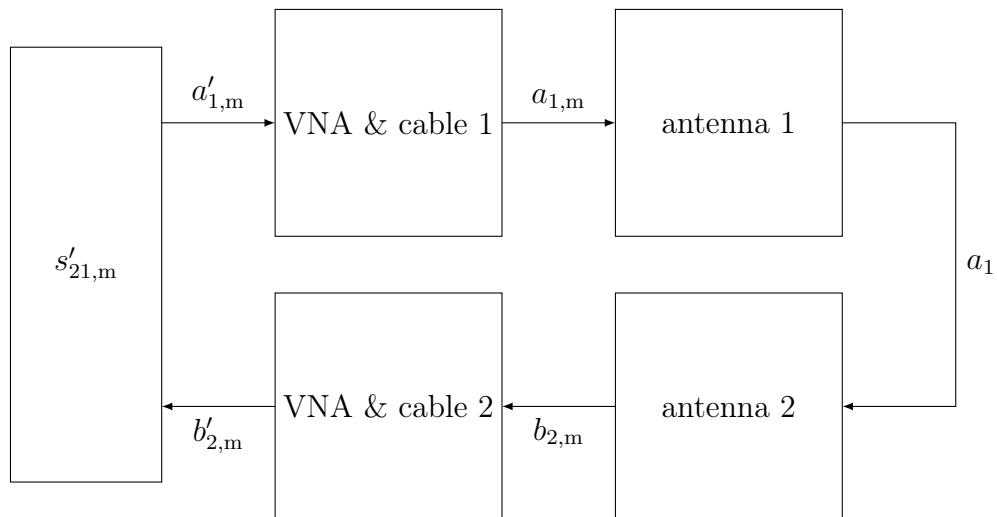 a′₁,ₘ
VNA & cable 1
a₁,ₘ
antenna 1
s′₂₁,ₘ
a₁
VNA & cable 2
antenna 2
b′₂,ₘ
b₂,ₘ